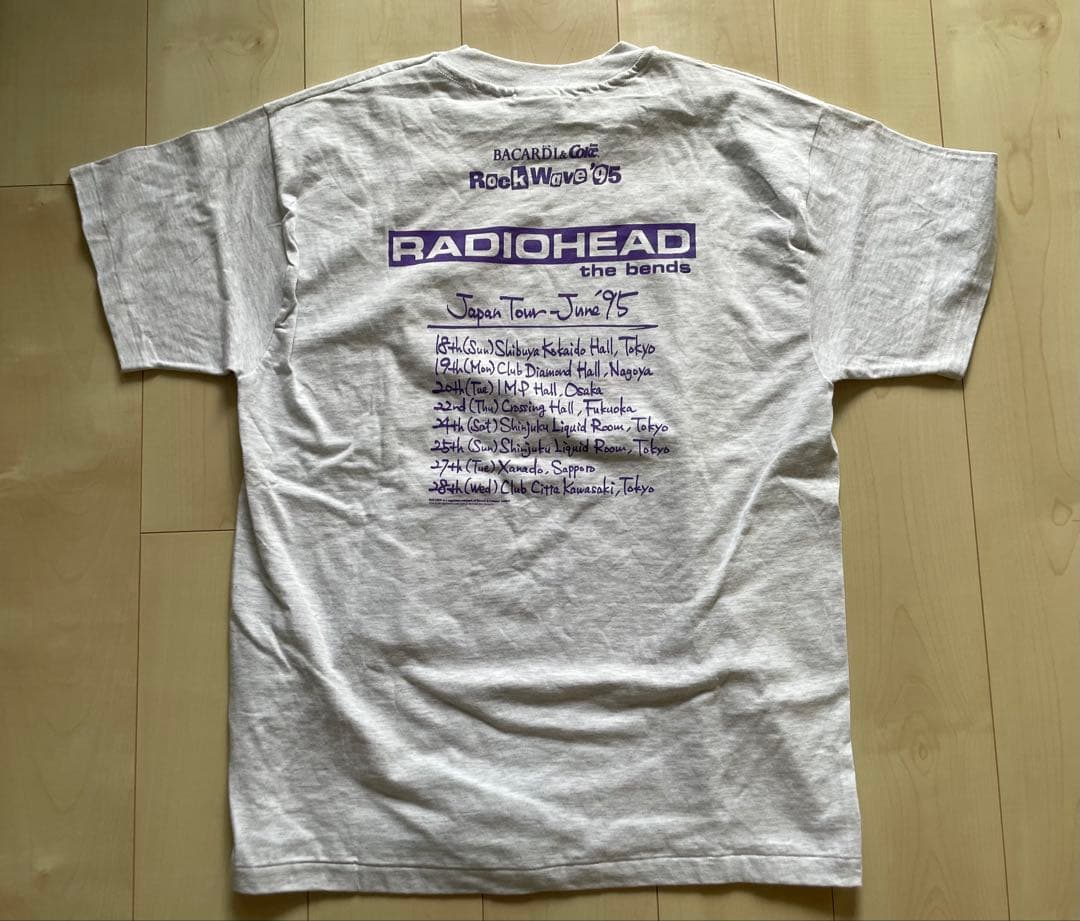 BACARDI & Coke
Rock Wave '95
RADIOHEAD
the bends
Japan Tour - June '95
18th (Sun) Shibuya Kokaido Hall, Tokyo
19th (Mon) Club Diamond Hall, Nagoya
20th (Tue) IMP Hall, Osaka
22nd (Thu) Crossing Hall, Fukuoka
24th (Sat) Shinjuku Liquid Room, Tokyo
25th (Sun) Shinjuku Liquid Room, Tokyo
27th (Tue) Xanado, Sapporo
28th (Wed) Club Citta Kawasaki, Tokyo